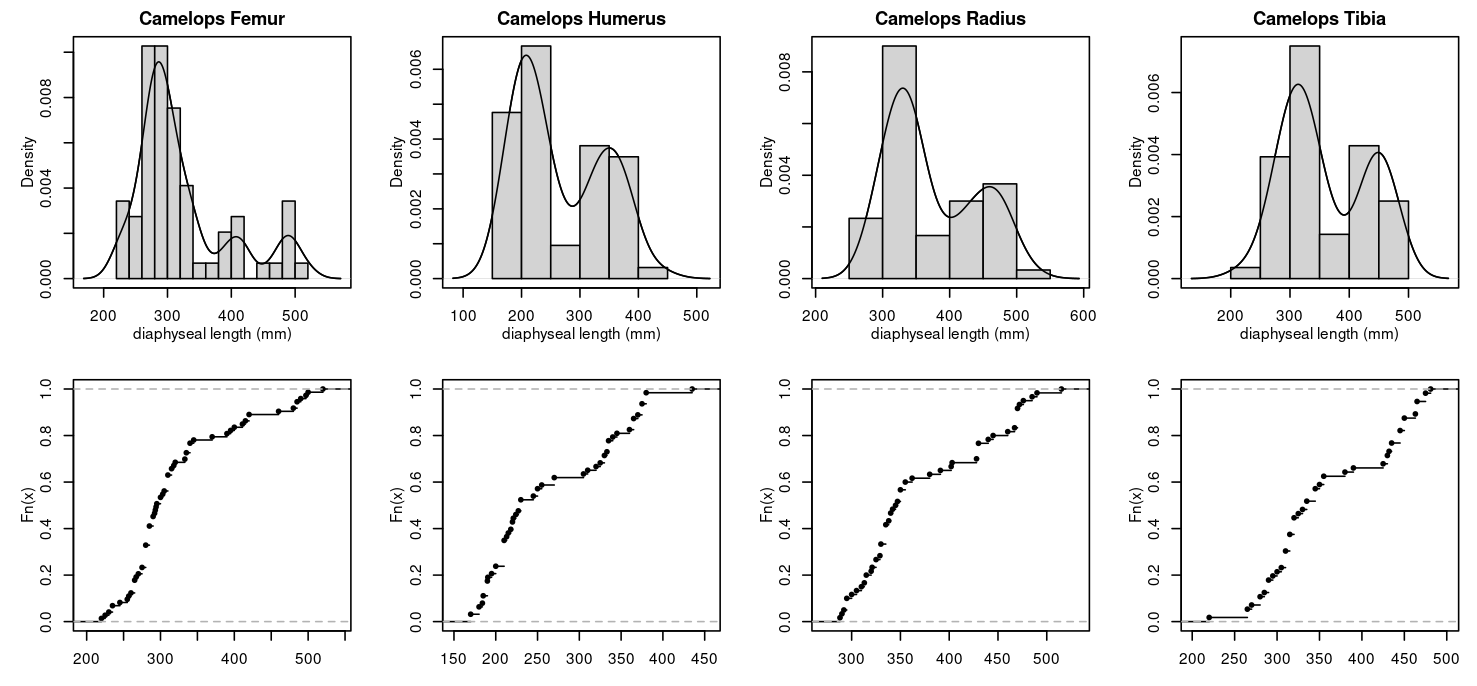 Camelops Femur
Density
0.000 0.004 0.008
200 300 400 500
diaphyseal length (mm)
Camelops Humerus
Density
0.000 0.002 0.004 0.006
100 200 300 400 500
diaphyseal length (mm)
Camelops Radius
Density
0.000 0.004 0.008
200 300 400 500 600
diaphyseal length (mm)
Camelops Tibia
Density
0.000 0.002 0.004 0.006
200 300 400 500
diaphyseal length (mm)
Fn(x)
0.0 0.2 0.4 0.6 0.8 1.0
200 300 400 500
Fn(x)
0.0 0.2 0.4 0.6 0.8 1.0
150 200 250 300 350 400 450
Fn(x)
0.0 0.2 0.4 0.6 0.8 1.0
300 350 400 450 500
Fn(x)
0.0 0.2 0.4 0.6 0.8 1.0
200 250 300 350 400 450 500